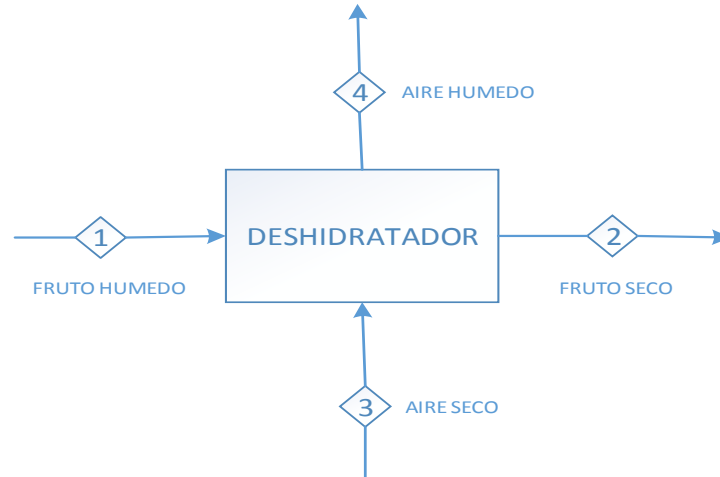 4 AIRE HUMEDO
DESHIDRATADOR
1
2
FRUTO HUMEDO
FRUTO SECO
3 AIRE SECO